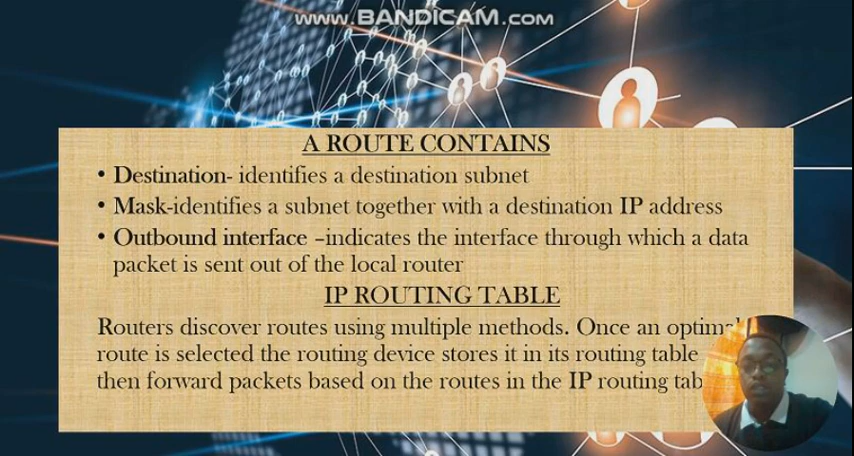 www.BANDICAM.com
A ROUTE CONTAINS
• Destination- identifies a destination subnet
• Mask-identifies a subnet together with a destination IP address
• Outbound interface –indicates the interface through which a data
packet is sent out of the local router
IP ROUTING TABLE
Routers discover routes using multiple methods. Once an
route is selected the routing device stores it in its routing table
then forward packets based on the routes in the IP routing